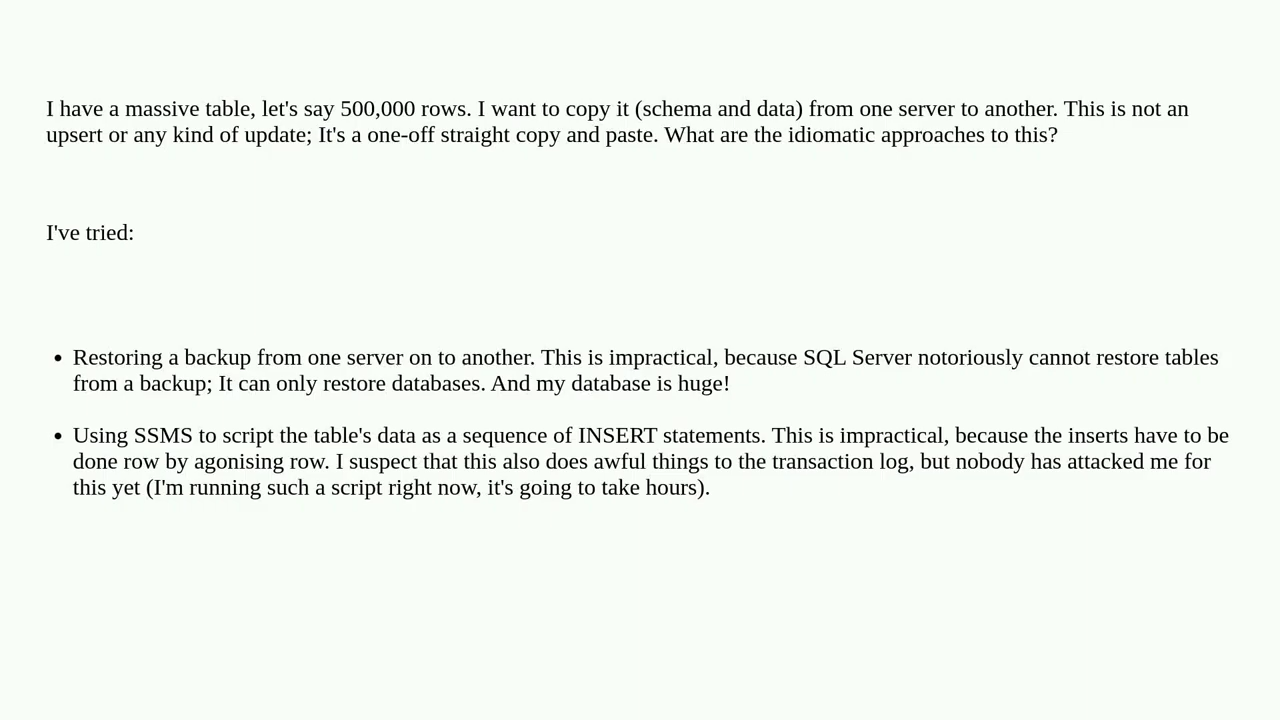 I have a massive table, let's say 500,000 rows. I want to copy it (schema and data) from one server to another. This is not an
upsert or any kind of update; It's a one-off straight copy and paste. What are the idiomatic approaches to this?
I've tried:
• Restoring a backup from one server on to another. This is impractical, because SQL Server notoriously cannot restore tables
from a backup; It can only restore databases. And my database is huge!
• Using SSMS to script the table's data as a sequence of INSERT statements. This is impractical, because the inserts have to be
done row by agonising row. I suspect that this also does awful things to the transaction log, but nobody has attacked me for
this yet (I'm running such a script right now, it's going to take hours).